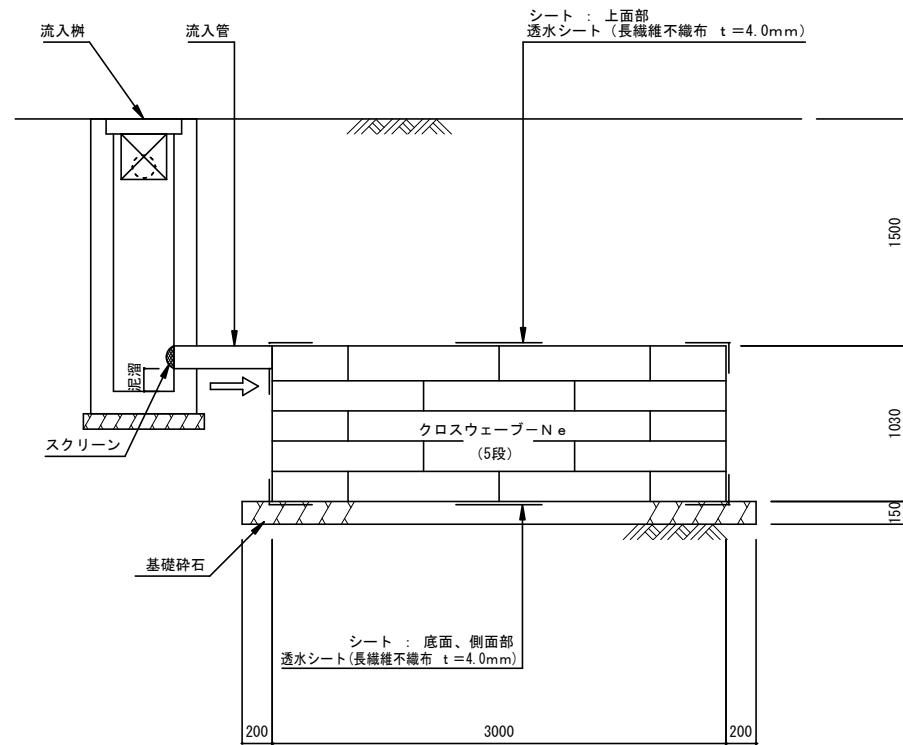 シート ： 上面部
透水シート（長繊維不織布 ｔ＝4.0mm）
流入桝
流入管
1500
泥溜
スクリーン
クロスウェーブ－Ｎｅ
（5段）
1030
150
基礎砕石
シート ： 底面、側面部
透水シート（長繊維不織布 ｔ＝4.0mm）
200
3000
200